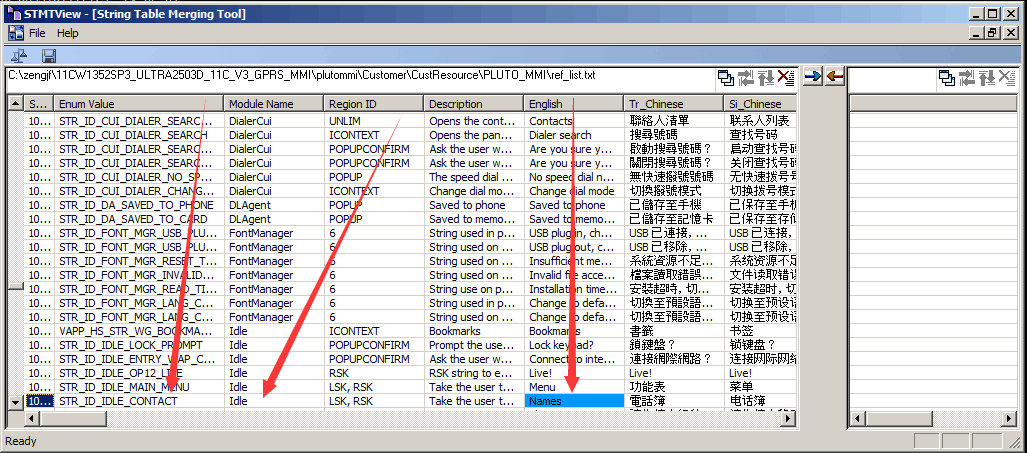 STMTView - [String Table Merging Tool]
File Help
C:\zengjf\11CW1352SP3_ULTRA2503D_11C_V3_GPRS_MMI\plutommi\Customer\CustResource\PLUTO_MMI\ref_list.txt
S... Enum Value Module Name Region ID Description English Tr_Chinese Si_Chinese
10... STR_ID_CUI_DIALER_SEARC... DialerCui UNLIM Opens the cont... Contacts 聯絡人清單 联系人列表
10... STR_ID_CUI_DIALER_SEARCH DialerCui ICONTEXT Opens the pan... Dialer search 搜尋號碼 查找号码
10... STR_ID_CUI_DIALER_SEARC... DialerCui POPUPCONFIRM Ask the user w... Are you sure y... 啟動搜尋號碼？ 启动查找号码
10... STR_ID_CUI_DIALER_SEARC... DialerCui POPUPCONFIRM Ask the user w... Are you sure y... 關閉搜尋號碼？ 关闭查找号码
10... STR_ID_CUI_DIALER_NO_SP... DialerCui POPUP The speed dial ... No speed dial n... 無快速撥號號碼 无快速拨号号
10... STR_ID_CUI_DIALER_CHANG... DialerCui ICONTEXT Change dial mo... Change dial mode 切換撥號模式 切换拨号模式
10... STR_ID_DA_SAVED_TO_PHONE DLAgent POPUP Saved to phone Saved to phone 已儲存至手機 已保存至手机
10... STR_ID_DA_SAVED_TO_CARD DLAgent POPUP Saved to memo... Saved to memo... 已儲存至記憶卡 已保存至存储
10... STR_ID_FONT_MGR_USB_PLU... FontManager 6 String used in p... USB plug in, ch... USB 已連接, ... USB 已连接, ...
10... STR_ID_FONT_MGR_USB_PLU... FontManager 6 String used on ... USB plug out, c... USB 已移除, ... USB 已移除, ...
10... STR_ID_FONT_MGR_RESET_T... FontManager 6 String used on ... Insufficient me... 系統資源不足... 系统资源不足.
10... STR_ID_FONT_MGR_INVALID... FontManager 6 String used on ... Invalid file acce... 檔案讀取錯誤... 文件读取错误
10... STR_ID_FONT_MGR_READ_TI... FontManager 6 String use on ... Installation time... 安裝超時, 切... 安装超时, 切
10... STR_ID_FONT_MGR_LANG_C... FontManager 6 String used in p... Change to defa... 切換至預設語... 切换至预设语
10... STR_ID_FONT_MGR_LANG_C... FontManager 6 String used on ... Change to defa... 切換至預設語... 切换至预设语
10... VAPP_HS_STR_WG_BOOKMA... Idle ICONTEXT Bookmarks Bookmarks 書籤 书签
10... STR_ID_IDLE_LOCK_PROMPT Idle POPUPCONFIRM Prompt the use... Lock keypad? 鎖鍵盤？ 锁键盘？
10... STR_ID_IDLE_ENTRY_WAP_C... Idle POPUPCONFIRM Ask the user w... Connect to inte... 連接網際網路？ 连接网际网络
10... STR_ID_IDLE_OP12_LIVE Idle RSK RSK string to e... Live! Live! Live!
10... STR_ID_IDLE_MAIN_MENU Idle LSK, RSK Take the user t... Menu 功能表 菜单
10... STR_ID_IDLE_CONTACT Idle LSK, RSK Take the user t... Names 電話簿 电话簿
Ready